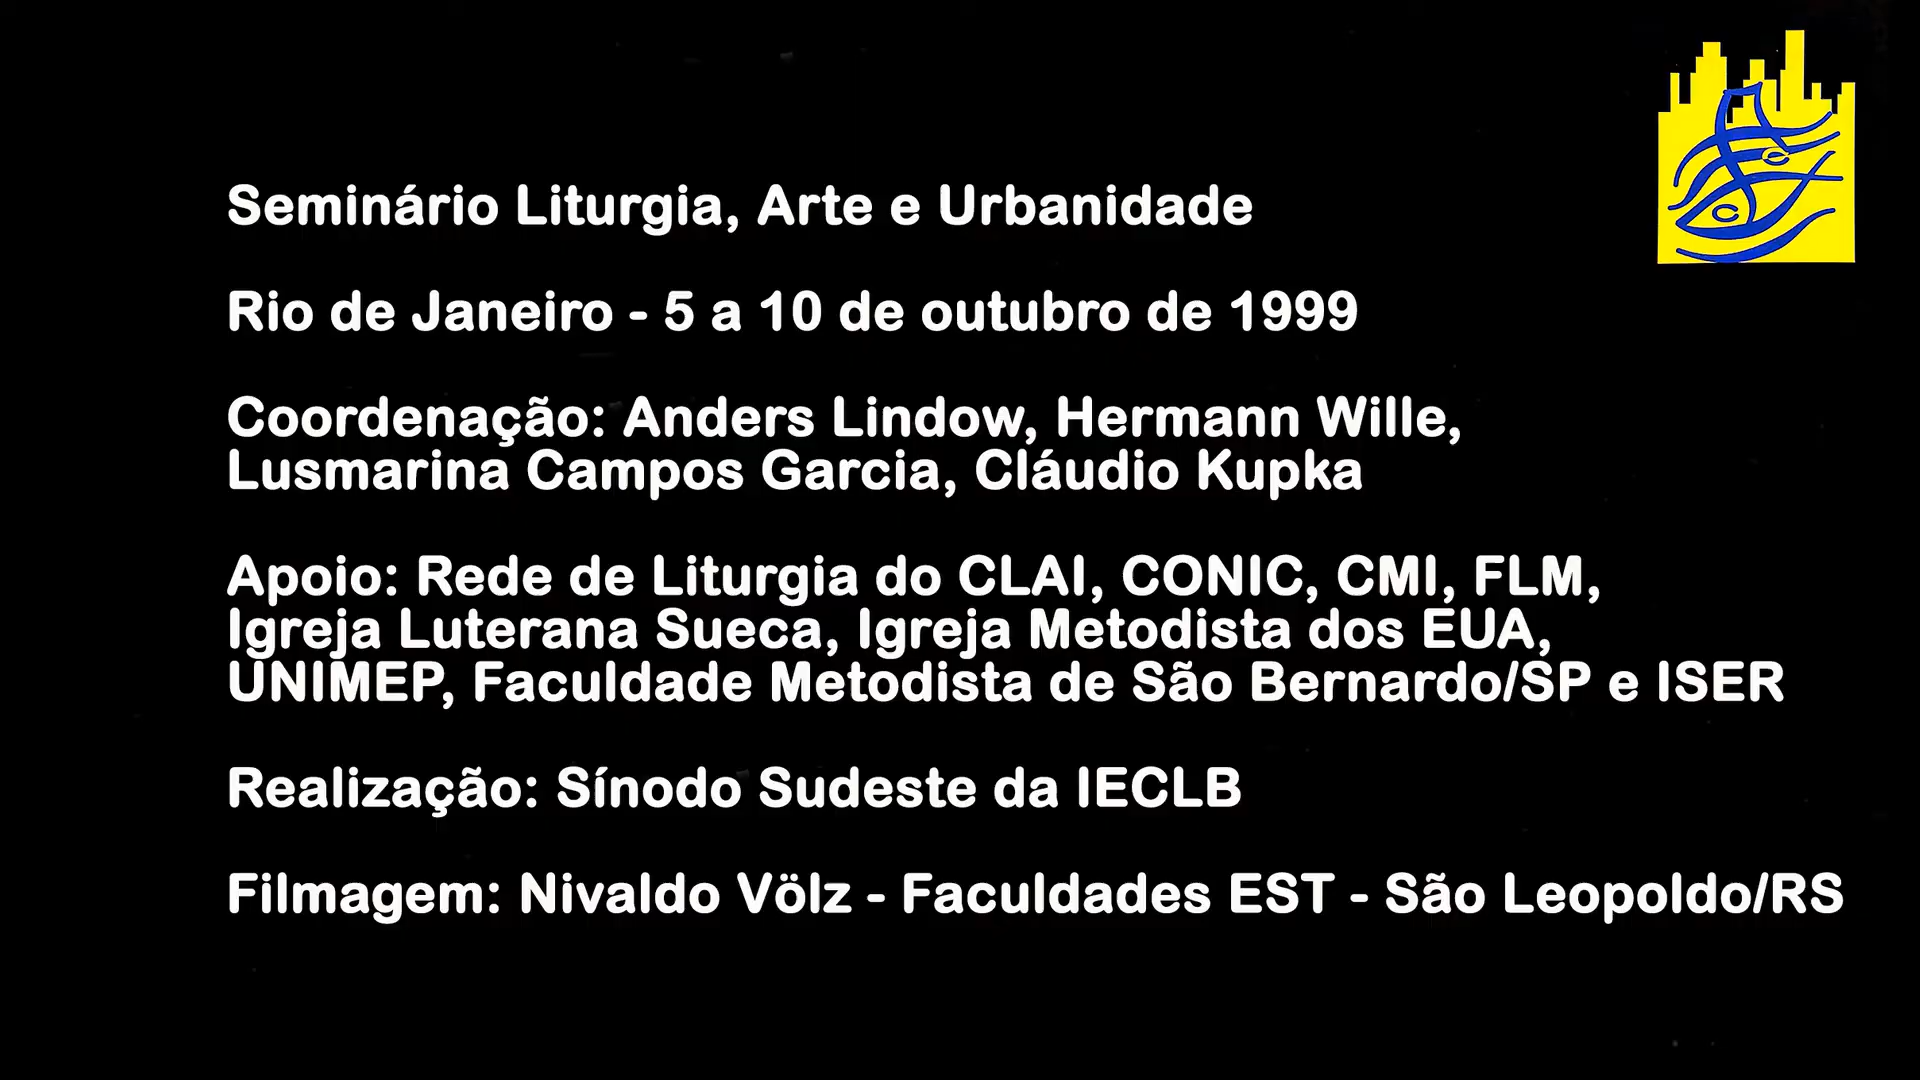 Seminário Liturgia, Arte e Urbanidade
Rio de Janeiro - 5 a 10 de outubro de 1999
Coordenação: Anders Lindow, Hermann Wille,
Lusmarina Campos Garcia, Cláudio Kupka
Apoio: Rede de Liturgia do CLAI, CONIC, CMI, FLM,
Igreja Luterana Sueca, Igreja Metodista dos EUA,
UNIMEP, Faculdade Metodista de São Bernardo/SP e ISER
Realização: Sínodo Sudeste da IECLB
Filmagem: Nivaldo Völz - Faculdades EST - São Leopoldo/RS